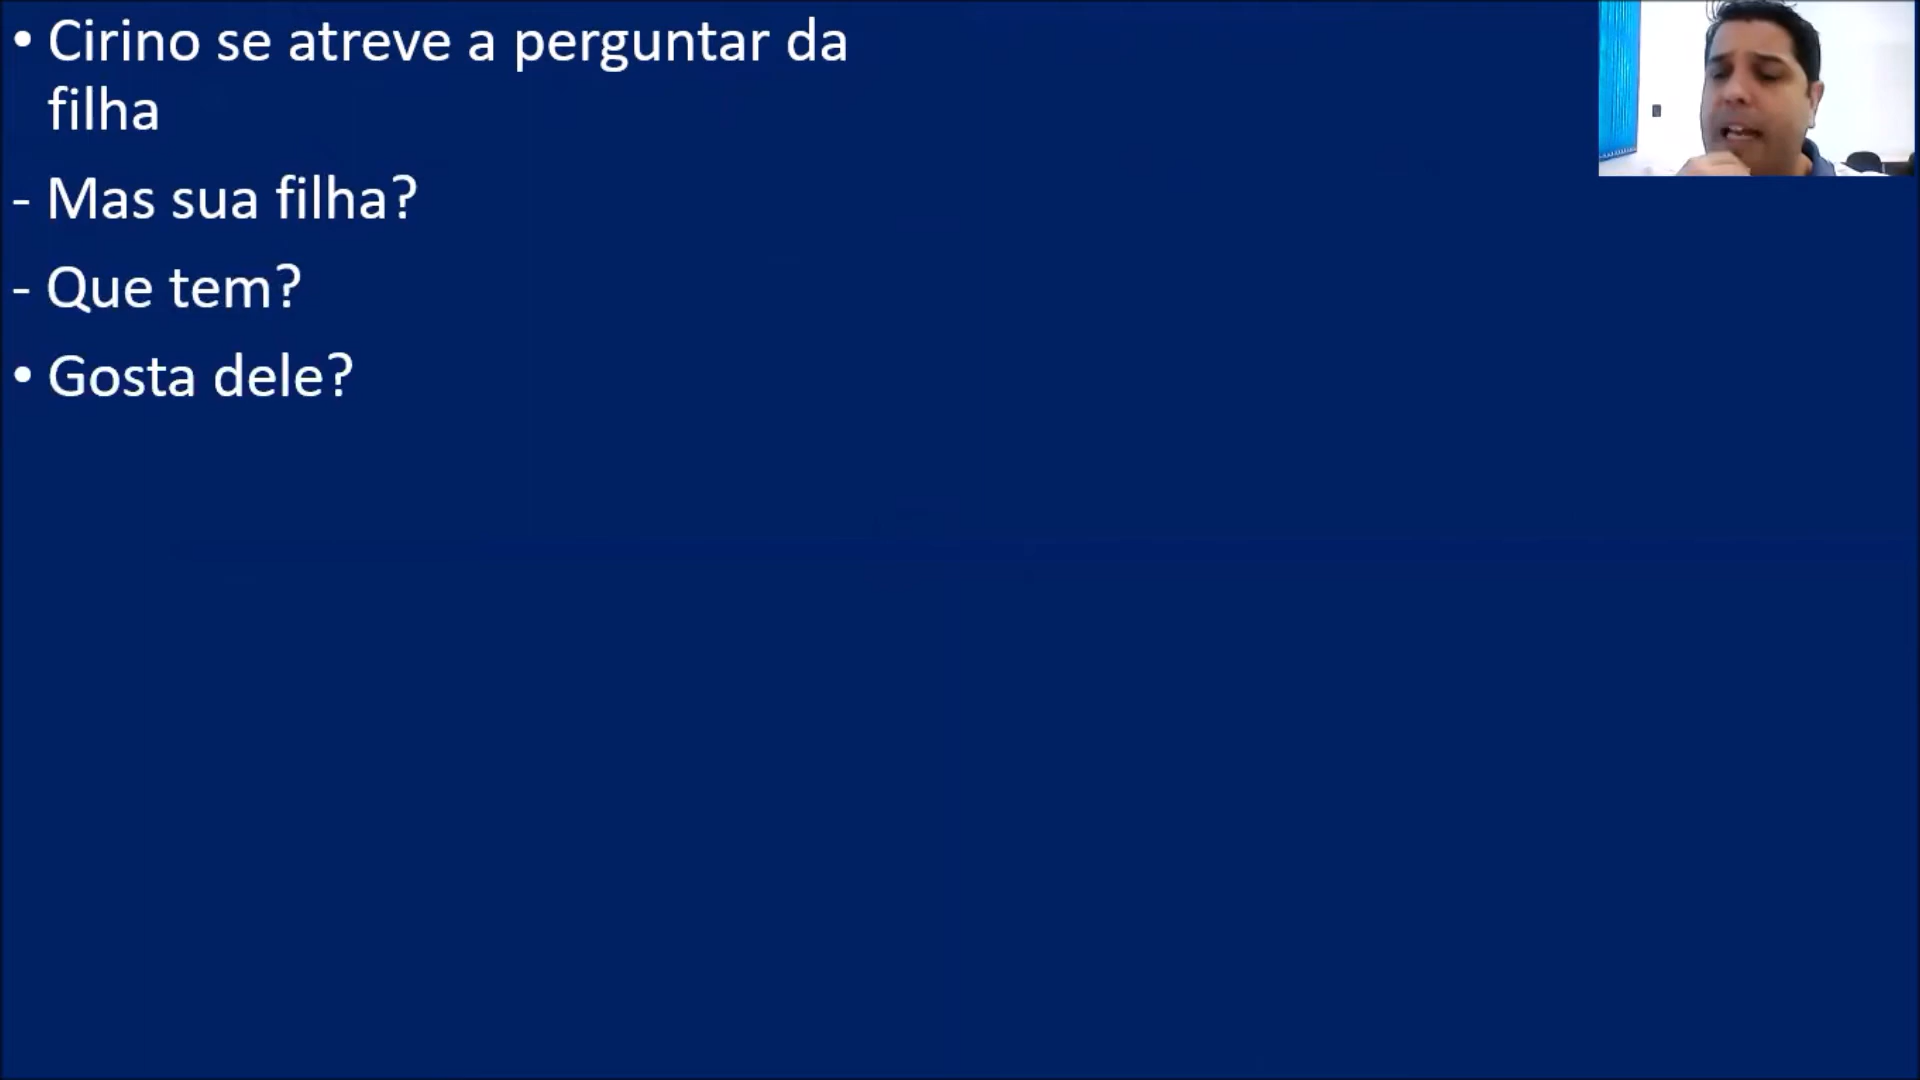 • Cirino se atreve a perguntar da
filha
- Mas sua filha?
- Que tem?
• Gosta dele?